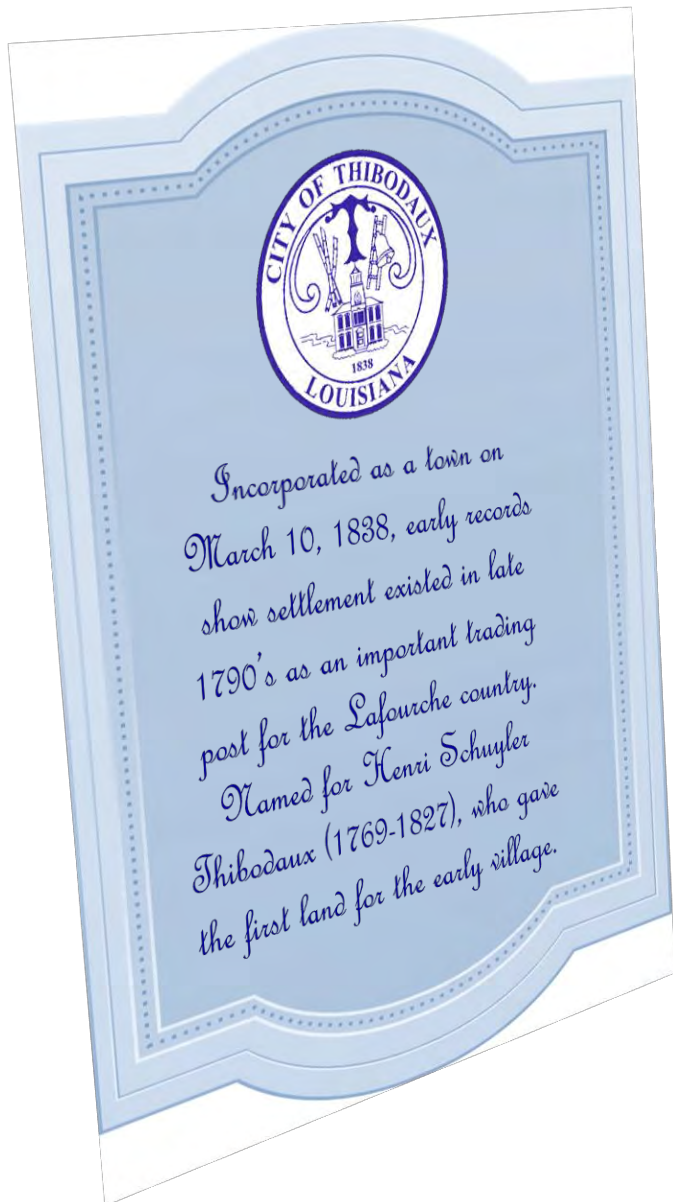 CITY OF THIBODAUX
T
1838
LOUISIANA
Incorporated as a town on
March 10, 1838, early records
show settlement existed in late
1790's as an important trading
post for the Lafourche country.
Named for Henri Schuyler
Thibodaux (1769-1827), who gave
the first land for the early village.